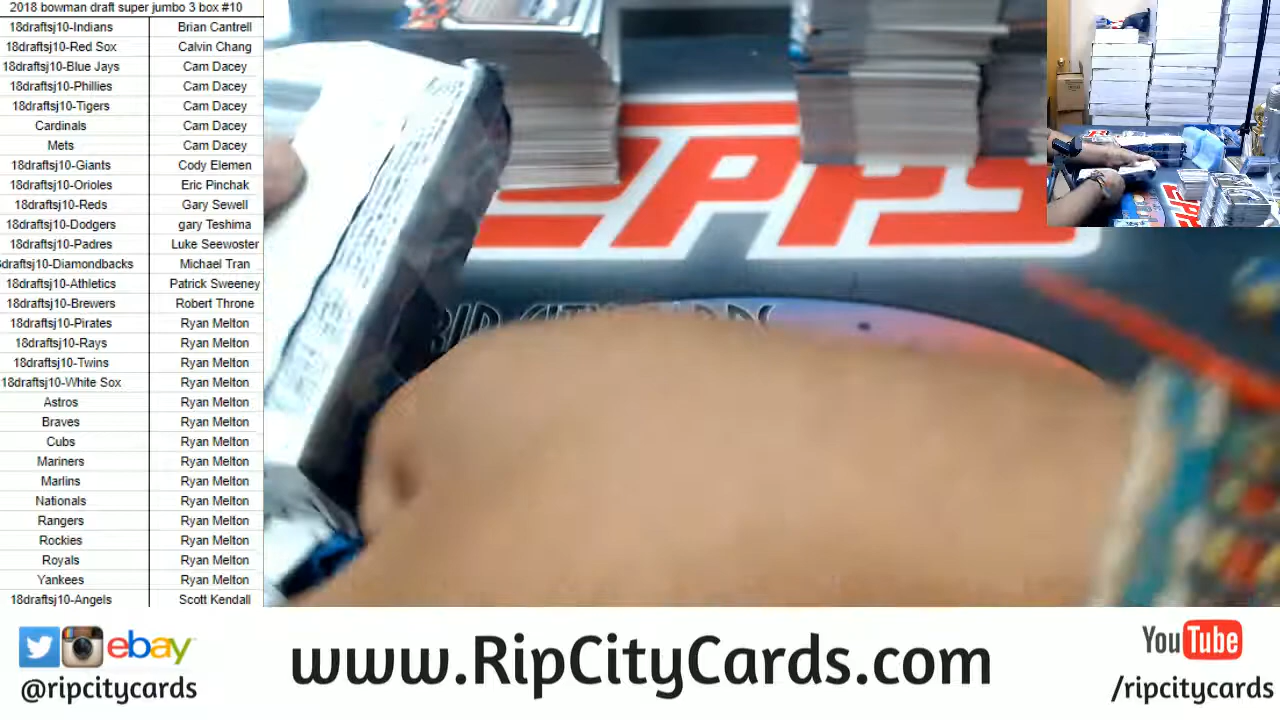 2018 bowman draft super jumbo 3 box #10
18draftsj10-Indians Brian Cantrell
18draftsj10-Red Sox Calvin Chang
18draftsj10-Blue Jays Cam Dacey
18draftsj10-Phillies Cam Dacey
18draftsj10-Tigers Cam Dacey
Cardinals Cam Dacey
Mets Cam Dacey
18draftsj10-Giants Cody Elemen
18draftsj10-Orioles Eric Pinchak
18draftsj10-Reds Gary Sewell
18draftsj10-Dodgers gary Teshima
18draftsj10-Padres Luke Seewoster
draftsj10-Diamondbacks Michael Tran
18draftsj10-Athletics Patrick Sweeney
18draftsj10-Brewers Robert Throne
18draftsj10-Pirates Ryan Melton
18draftsj10-Rays Ryan Melton
18draftsj10-Twins Ryan Melton
18draftsj10-White Sox Ryan Melton
Astros Ryan Melton
Braves Ryan Melton
Cubs Ryan Melton
Mariners Ryan Melton
Marlins Ryan Melton
Nationals Ryan Melton
Rangers Ryan Melton
Rockies Ryan Melton
Royals Ryan Melton
Yankees Ryan Melton
18draftsj10-Angels Scott Kendall
RIP CITY CARDS
ebay
@ripcitycards
www.RipCityCards.com
YouTube
/ripcitycards